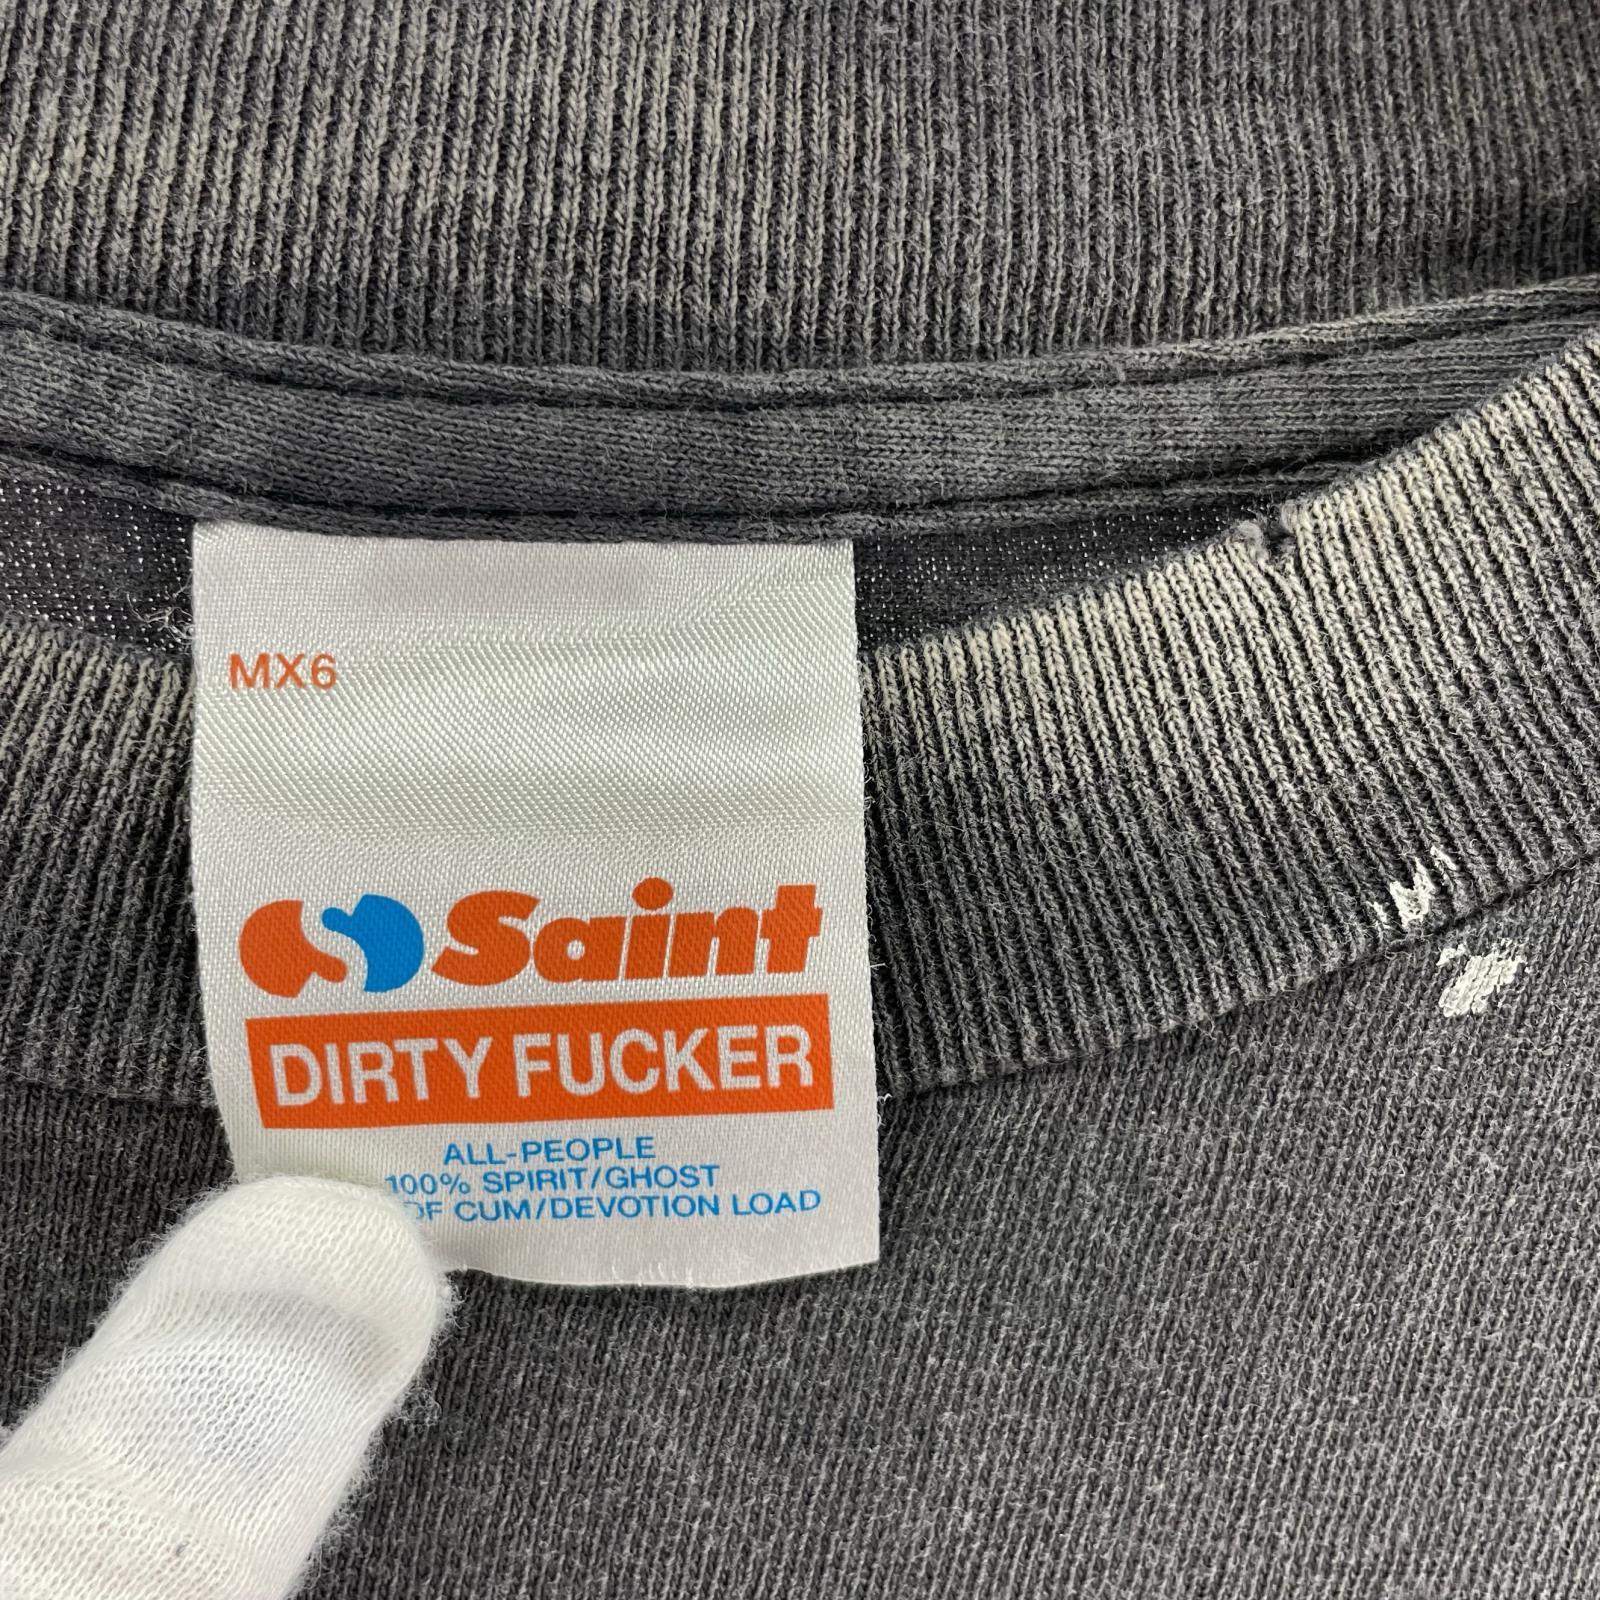 MX6
Saint
DIRTY FUCKER
ALL-PEOPLE
100% SPIRIT/GHOST
OF CUM/DEVOTION LOAD